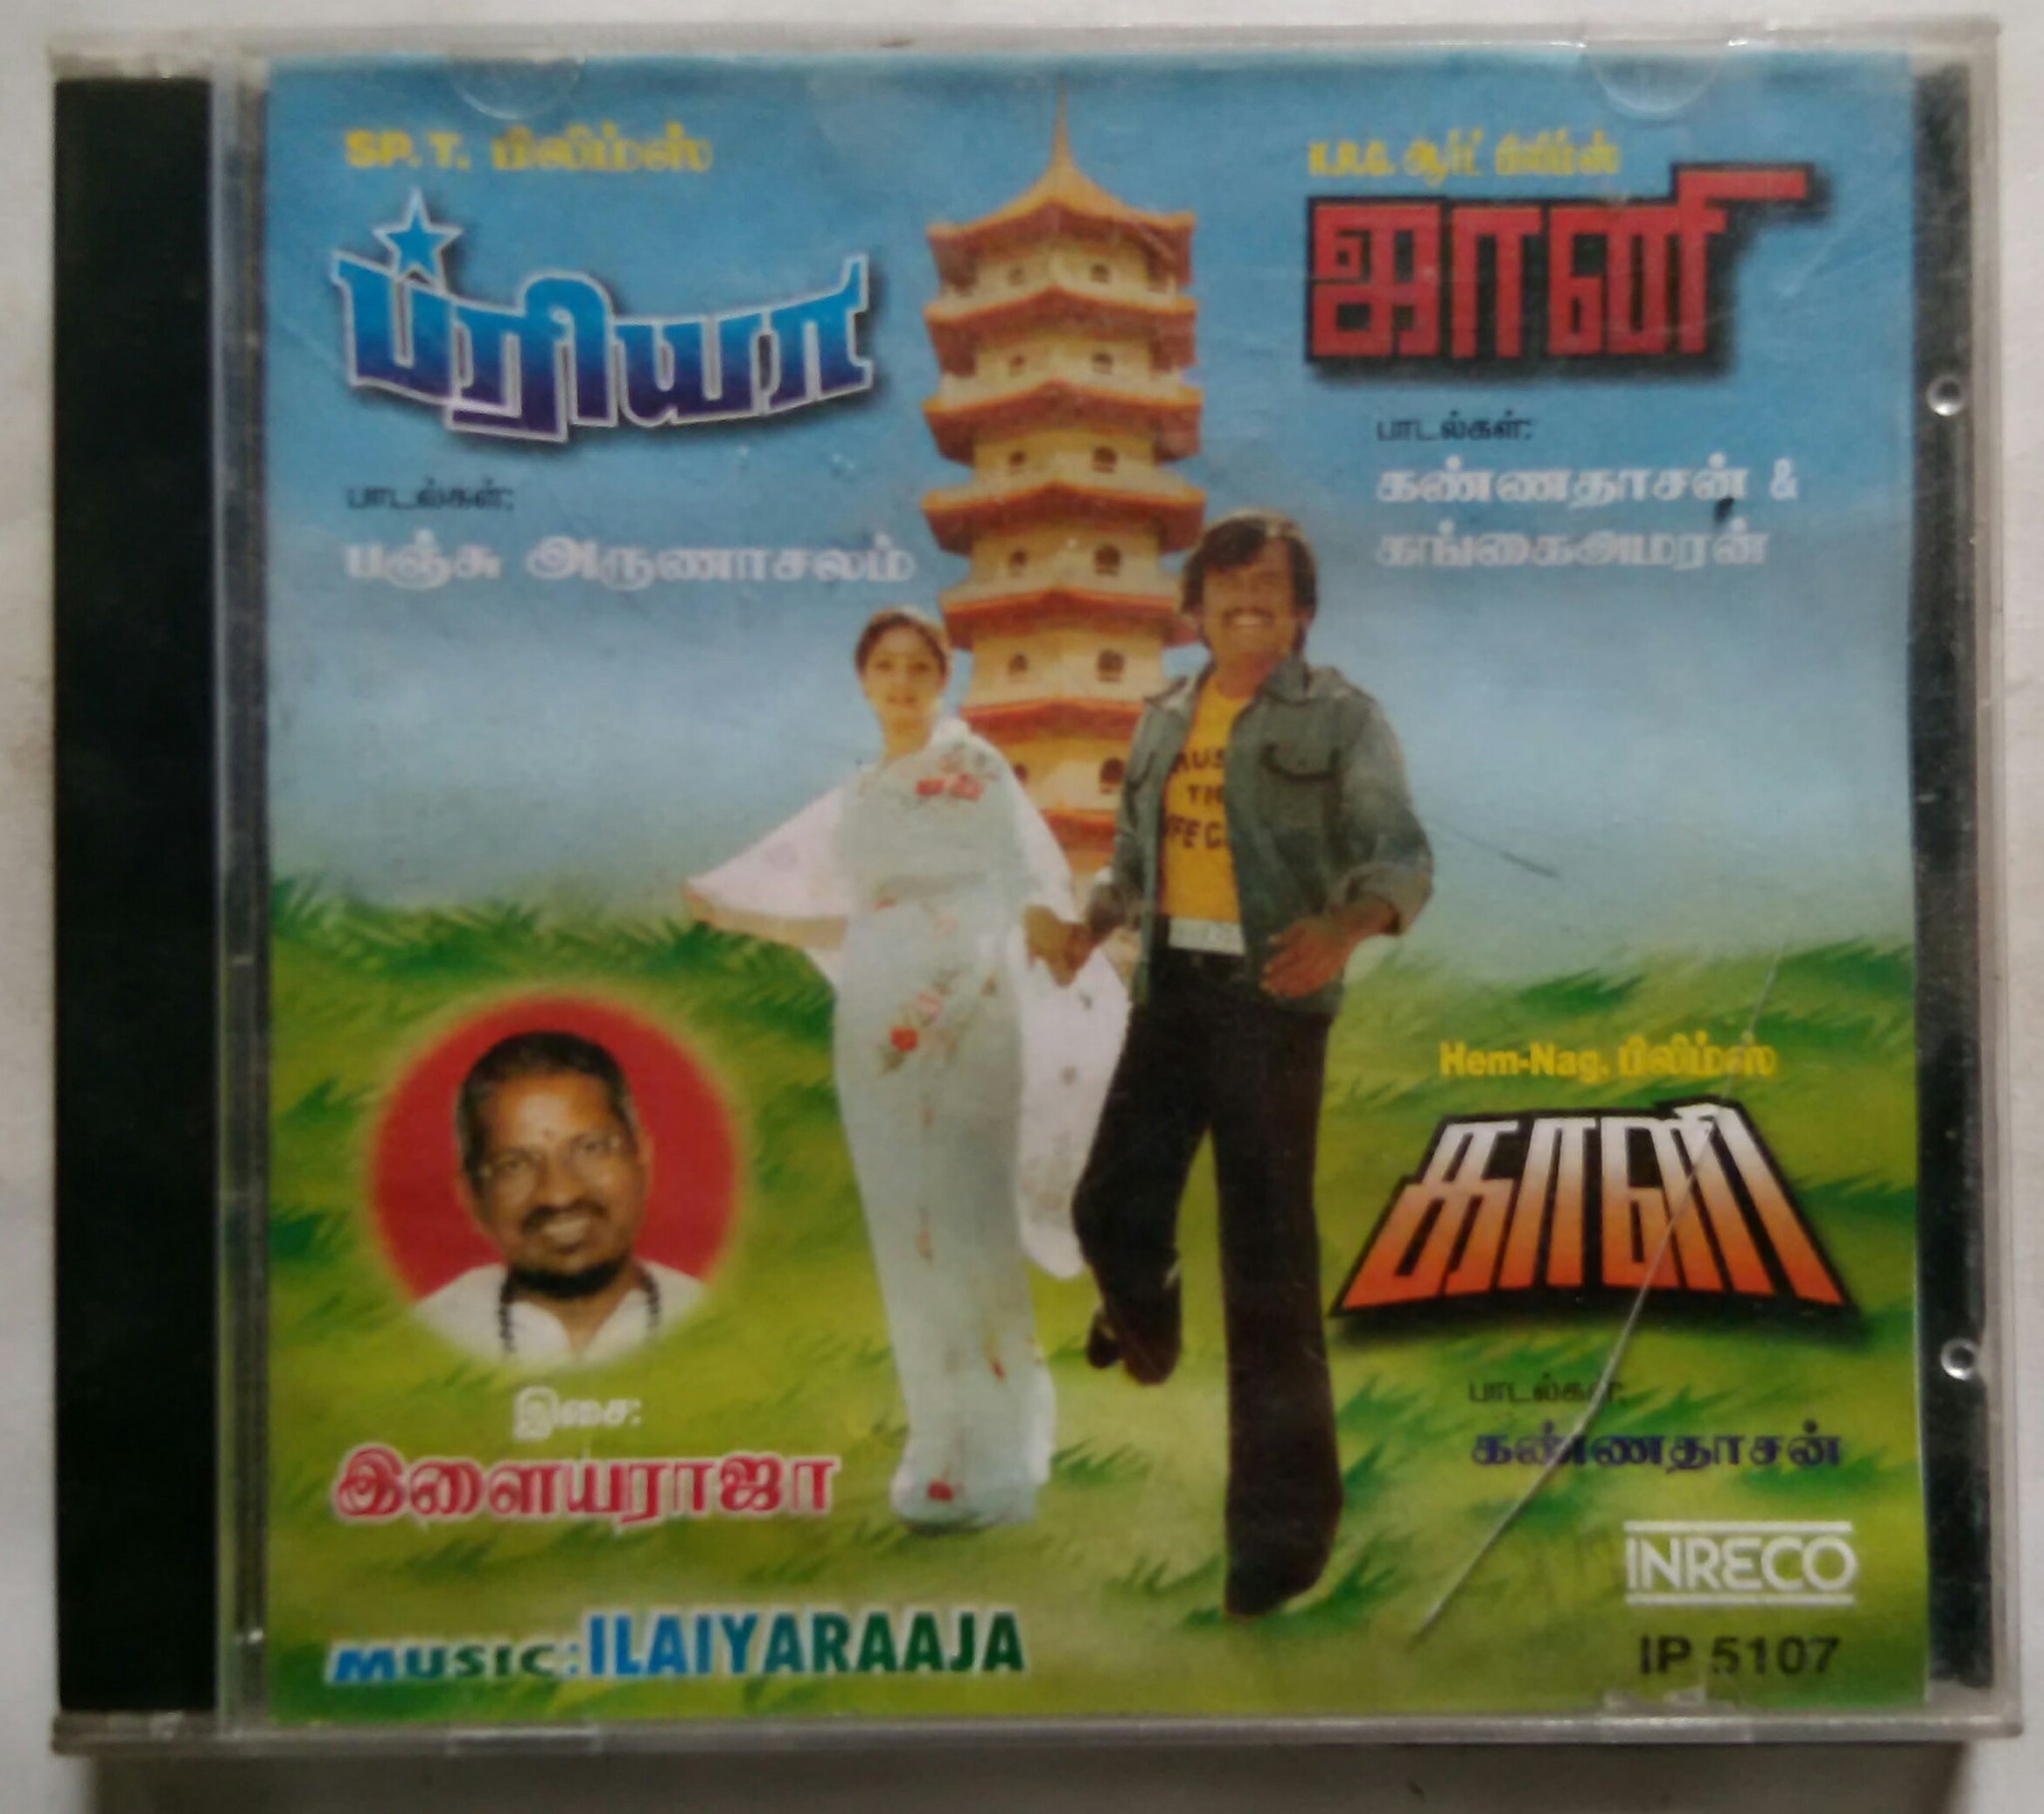 SP. T. பிலிம்ஸ்
ப்ரியா
பாடல்கள்:
பஞ்சு அருணாசலம்
K.R.G. ஆர்ட் பிலிம்ஸ்
ஜானி
பாடல்கள்:
கண்ணதாசன் &
கங்கைஅமரன்
Hem-Nag. பிலிம்ஸ்
காளி
பாடல்கள்:
கண்ணதாசன்
இசை:
இளையராஜா
MUSIC: ILAIYARAAJA
INRECO
IP 5107